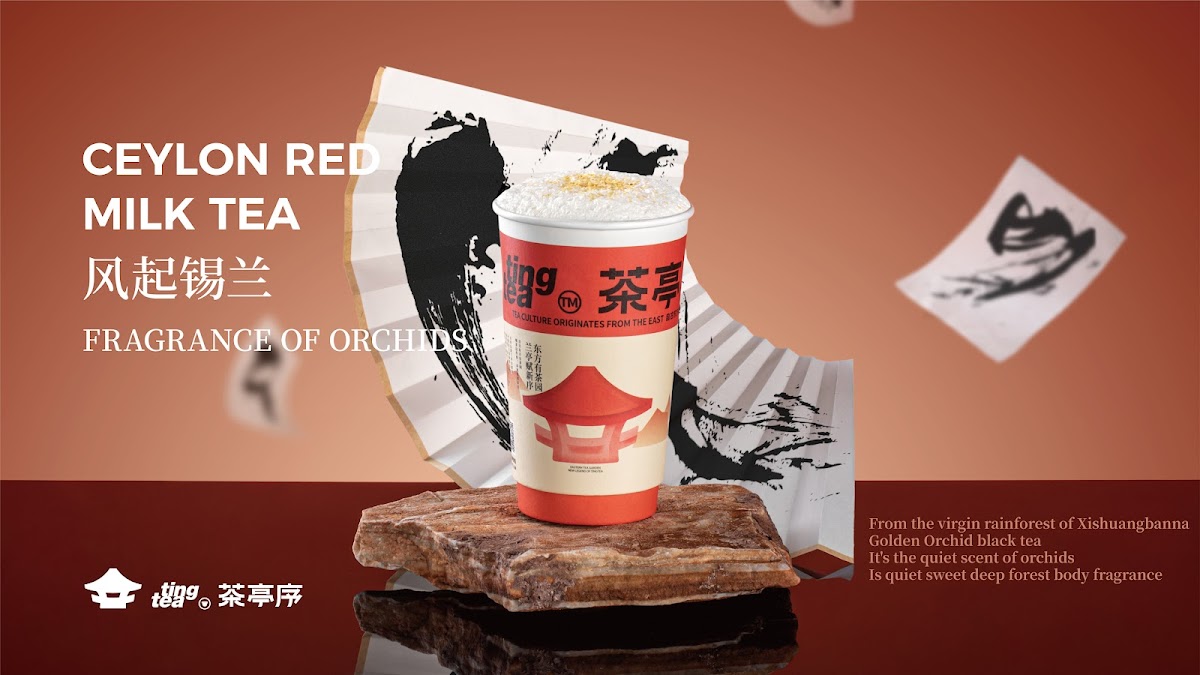 CEYLON RED
MILK TEA
风起锡兰
FRAGRANCE OF ORCHIDS
ting
tea
TM
茶亭
TEA CULTURE ORIGINATES FROM THE EAST
东方有茶园
兰亭赋新序
From the virgin rainforest of Xishuangbanna
Golden Orchid black tea
It's the quiet scent of orchids
Is quiet sweet deep forest body fragrance
ting
tea
茶亭序